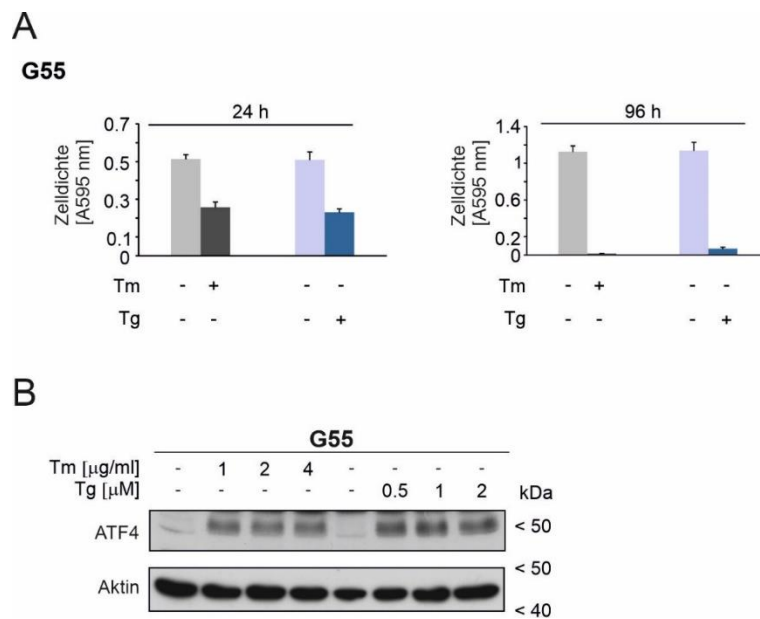 A
G55
24 h
96 h
Zelldichte
[A595 nm]
0.7
0.5
0.3
0.1
0
Zelldichte
[A595 nm]
1.4
1
0.6
0.2
0
Tm - + - - - + - -
Tg - - - + - - - +
B
G55
Tm [µg/ml] - 1 2 4 - - - -
Tg [µM] - - - - - 0.5 1 2 kDa
ATF4 < 50
< 50
Aktin
< 40